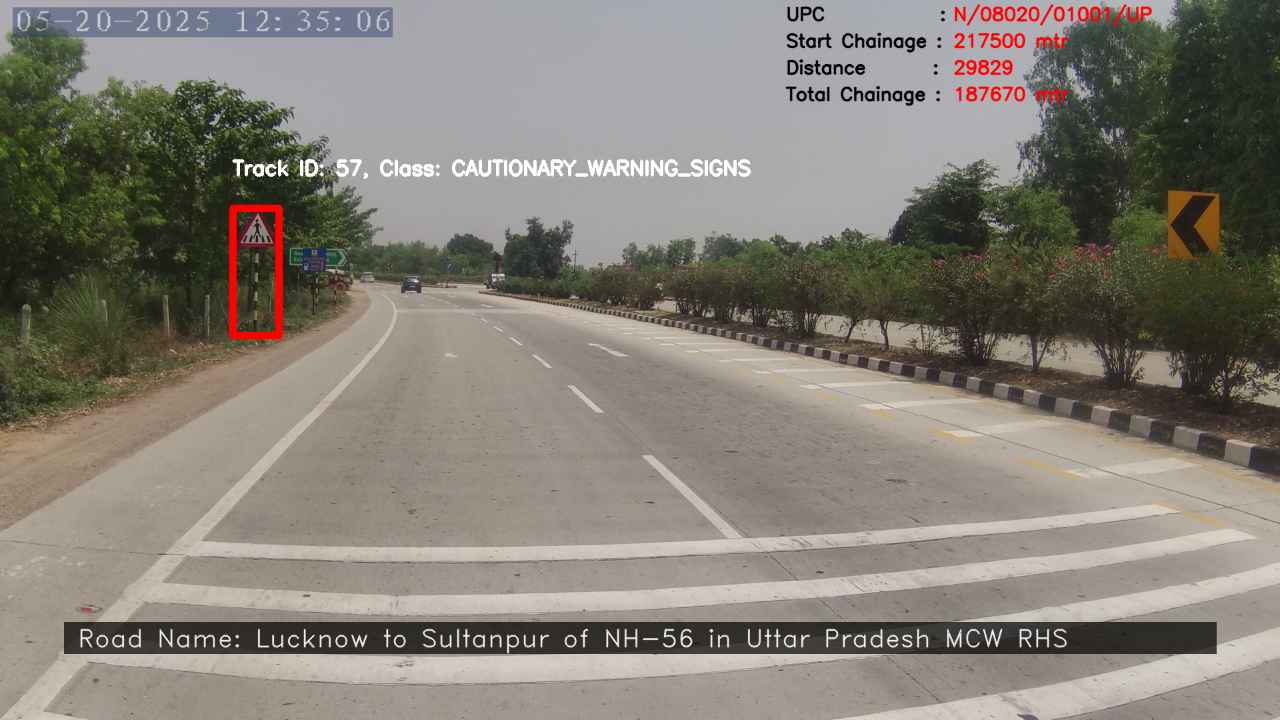 05-20-2025 12:35:06
UPC : N/08020/01001/UP
Start Chainage : 217500 mtr
Distance : 29829
Total Chainage : 187670 mtr
Track ID: 57, Class: CAUTIONARY_WARNING_SIGNS
Road Name: Lucknow to Sultanpur of NH-56 in Uttar Pradesh MCW RHS